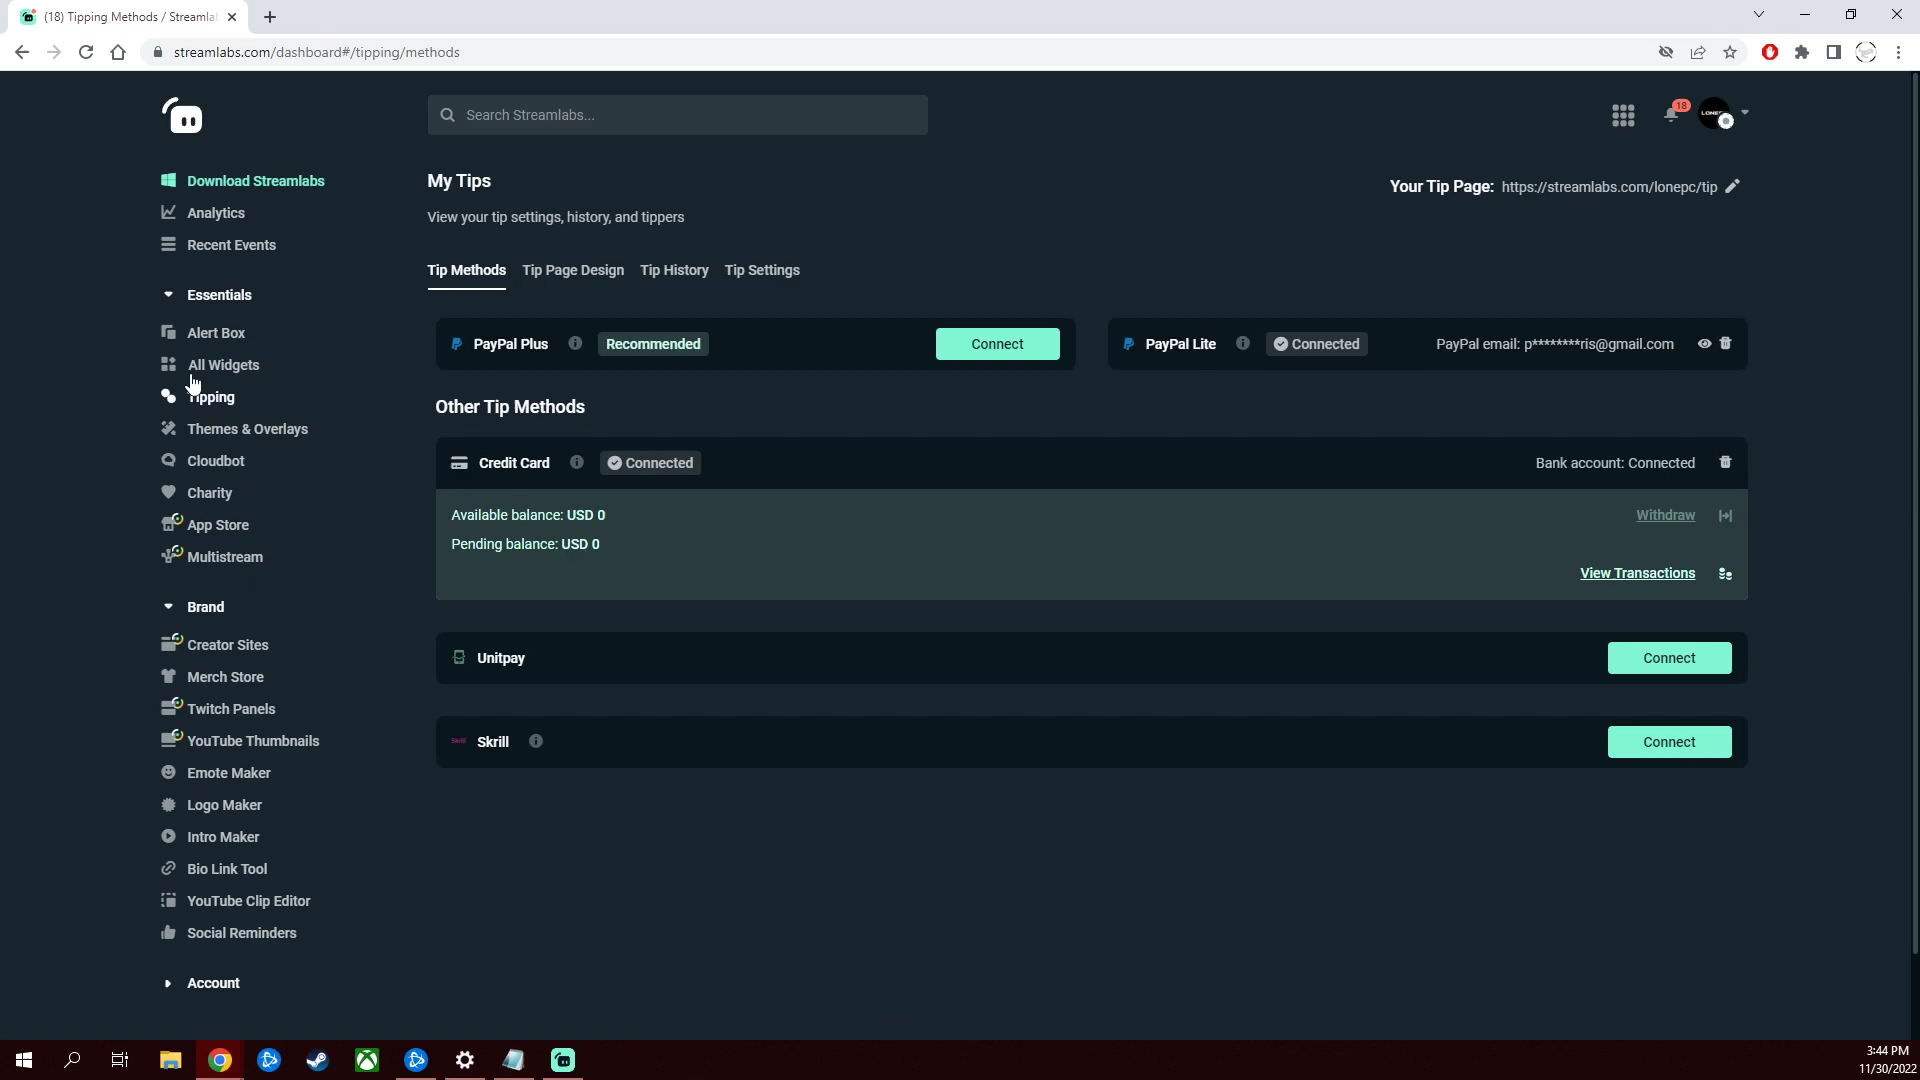 (18) Tipping Methods / Streamla
streamlabs.com/dashboard#/tipping/methods
Search Streamlabs...
18
LONEPC
Download Streamlabs
Analytics
Recent Events
Essentials
Alert Box
All Widgets
Tipping
Themes & Overlays
Cloudbot
Charity
App Store
Multistream
Brand
Creator Sites
Merch Store
Twitch Panels
YouTube Thumbnails
Emote Maker
Logo Maker
Intro Maker
Bio Link Tool
YouTube Clip Editor
Social Reminders
Account
My Tips
Your Tip Page: https://streamlabs.com/lonepc/tip
View your tip settings, history, and tippers
Tip Methods Tip Page Design Tip History Tip Settings
PayPal Plus Recommended Connect
PayPal Lite Connected PayPal email: p********ris@gmail.com
Other Tip Methods
Credit Card Connected Bank account: Connected
Available balance: USD 0 Withdraw
Pending balance: USD 0
View Transactions
Unitpay Connect
Skrill Skrill Connect
3:44 PM
11/30/2022